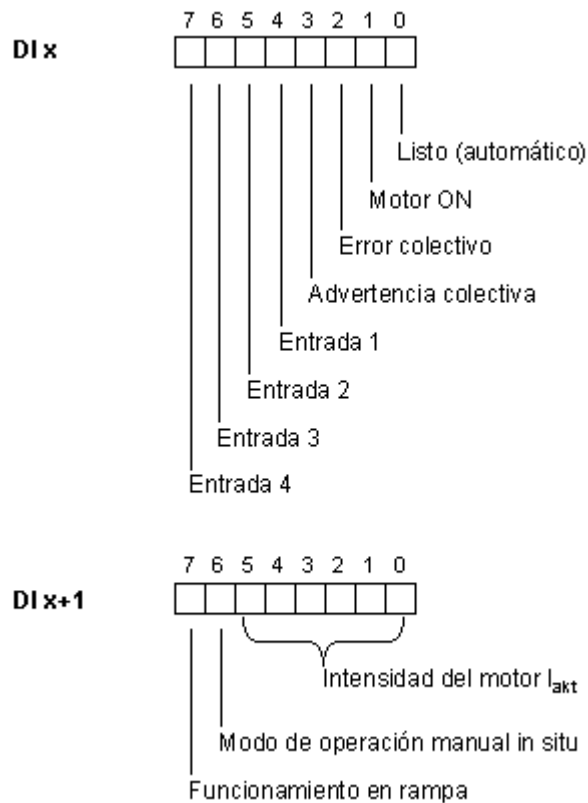 7 6 5 4 3 2 1 0
DI x
Listo (automático)
Motor ON
Error colectivo
Advertencia colectiva
Entrada 1
Entrada 2
Entrada 3
Entrada 4
7 6 5 4 3 2 1 0
DI x+1
Intensidad del motor Iakt
Modo de operación manual in situ
Funcionamiento en rampa